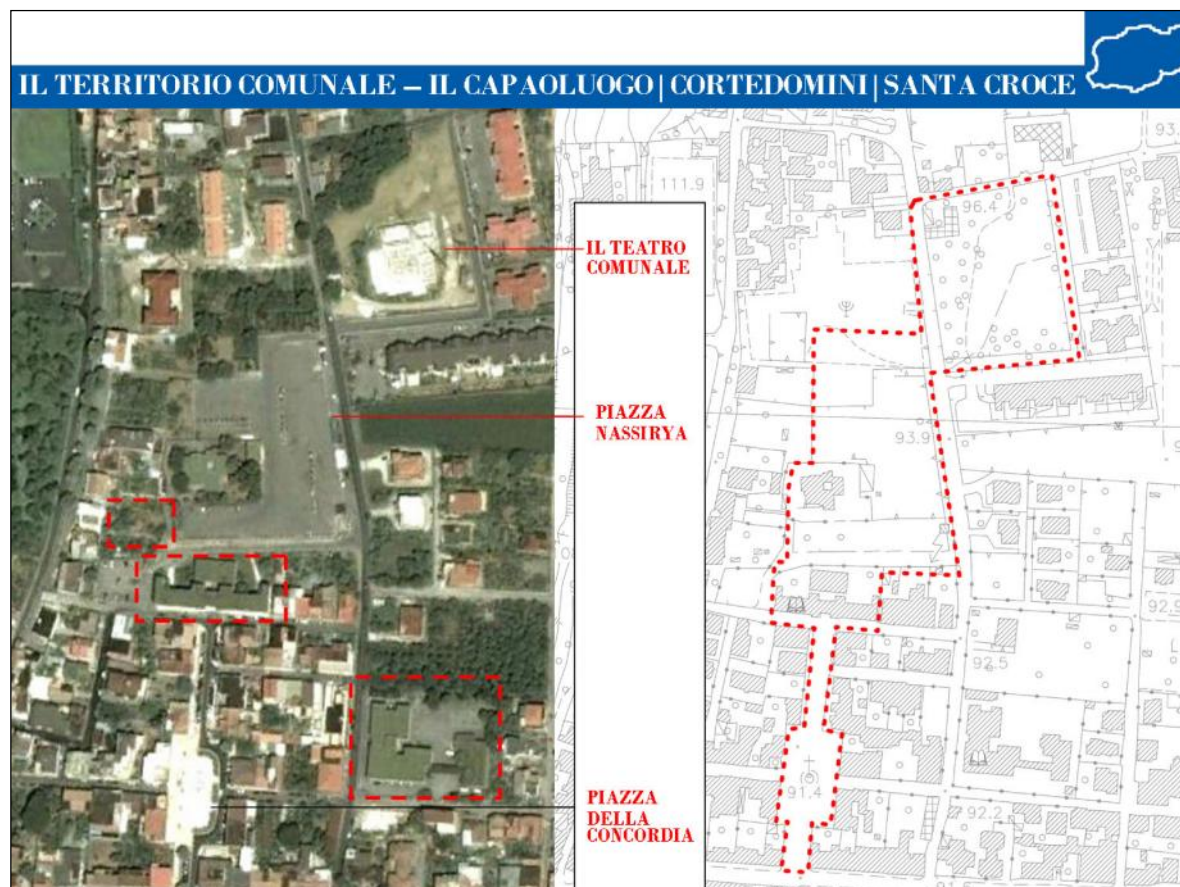 IL TERRITORIO COMUNALE – IL CAPAOLUOGO | CORTEDOMINI | SANTA CROCE
93.
111.9
96.4
IL TEATRO
COMUNALE
PIAZZA
NASSIRYA
93.9
92.9
L
92.5
PIAZZA
DELLA
CONCORDIA
91.4
92.2